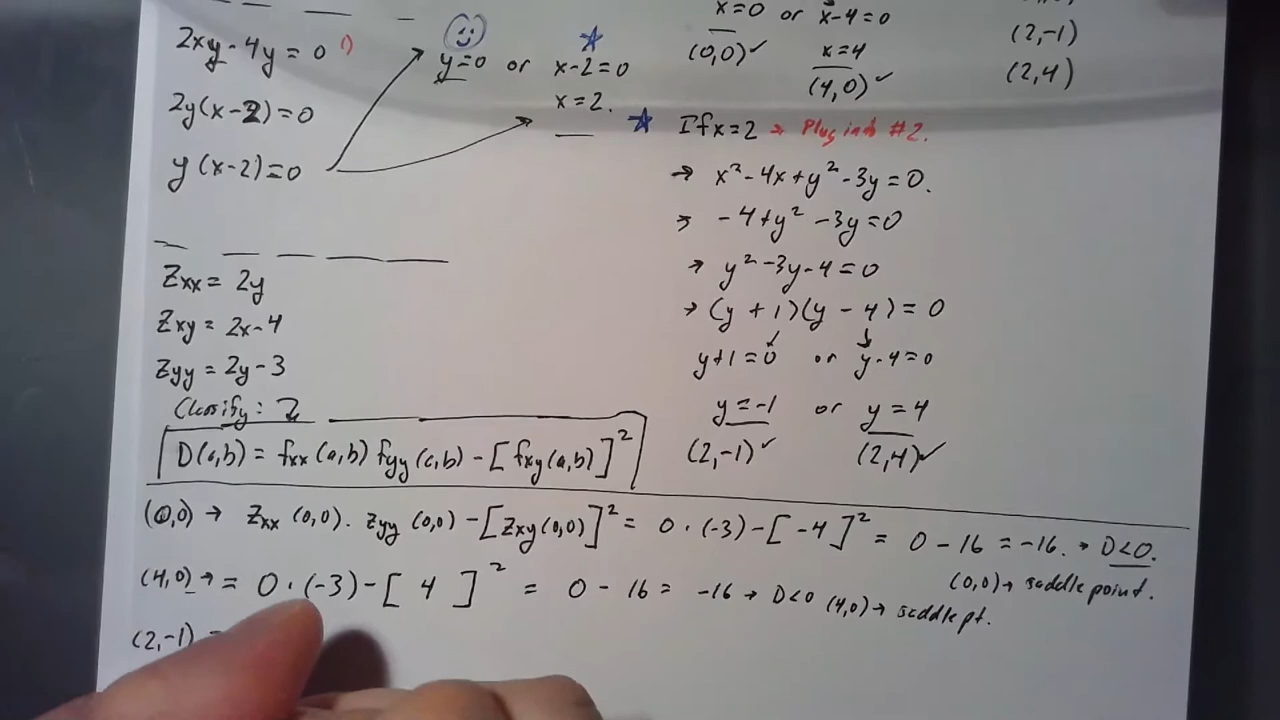 2xy - 4y = 0 1)
2y(x-2)=0
y(x-2)=0
y=0 or x-2=0
x=2.
x=0 or x-4=0
(0,0)✓ x=4
(4,0)✓
(2,-1)
(2,4)
If x=2 → Plug into #2.
→ x²-4x+y²-3y=0.
→ -4+y²-3y=0
→ y²-3y-4=0
→ (y+1)(y-4)=0
y+1=0 or y-4=0
y=-1 or y=4
(2,-1)✓ (2,4)✓
Zxx = 2y
Zxy = 2x-4
Zyy = 2y-3
Classify:
D(a,b) = fxx(a,b) fyy(a,b) - [fxy(a,b)]²
(0,0) → Zxx(0,0). Zyy(0,0) - [Zxy(0,0)]² = 0·(-3)-[-4]² = 0-16 = -16. → D<0.
(0,0)→ saddle point.
(4,0)→ = 0·(-3)-[4]² = 0-16 = -16 → D<0 (4,0)→ saddle pt.
(2,-1) =